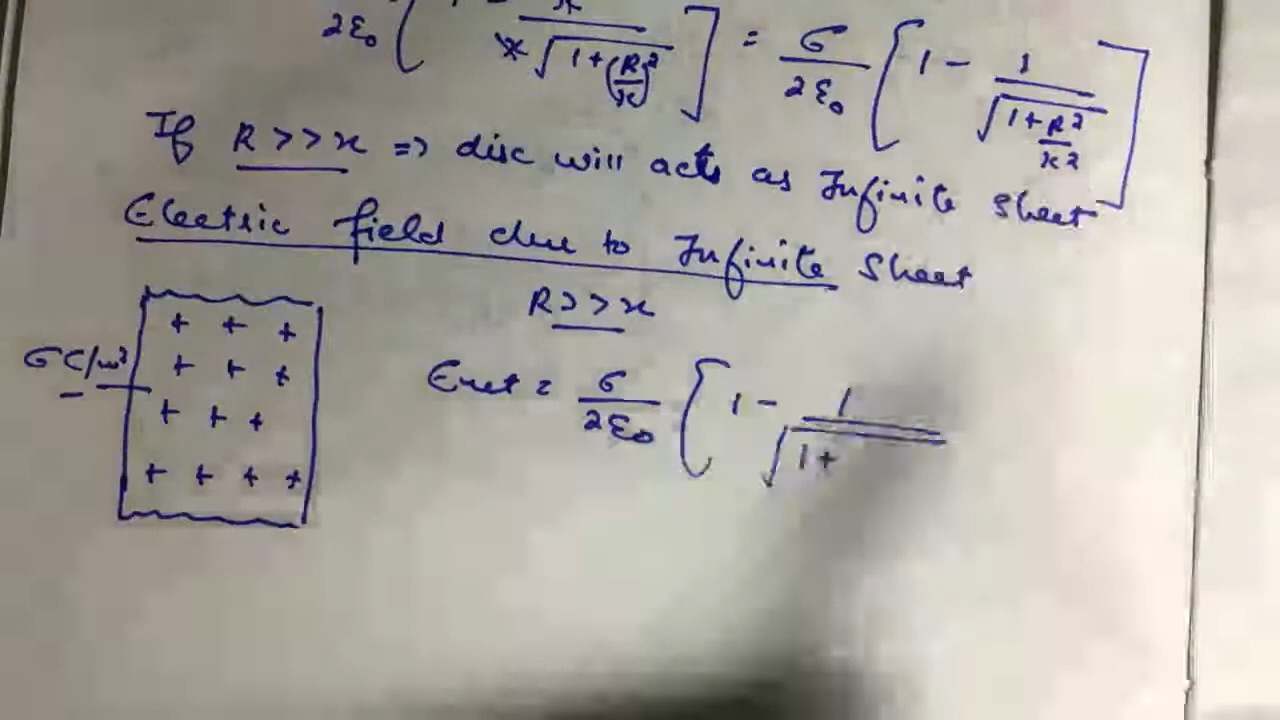 2ε₀ [ 1 - x / x√(1+(R/x)²) ] = σ/2ε₀ [ 1 - 1/√(1+R²/x²) ]
If R>>x => disc will acts as Infinite Sheet
Electric field due to Infinite Sheet
R>>x
σ C/m²
+ + +
+ + +
+ + +
+ + + +
Enet = σ/2ε₀ [ 1 - 1/√(1+